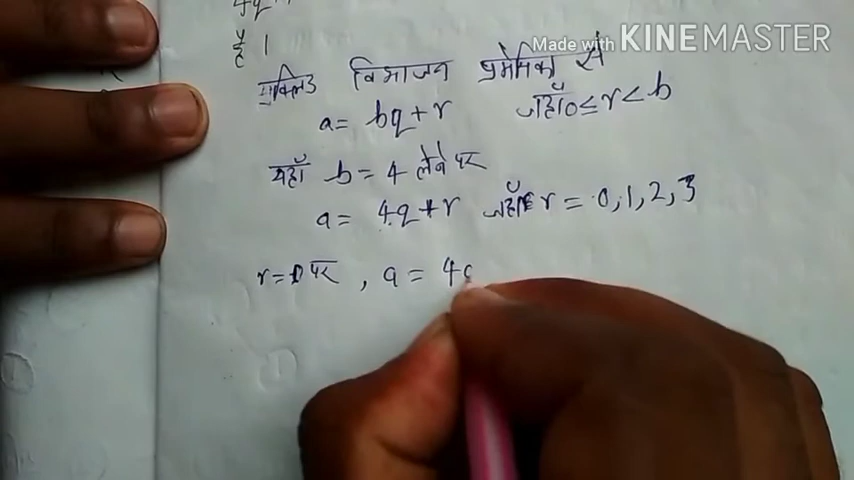 4q
है ।
Made with KINEMASTER
युक्लिड विभाजन प्रमेयिका से
a = bq + r जहाँ 0 ≤ r < b
यहाँ b = 4 लेने पर
a = 4q + r जहाँ r = 0, 1, 2, 3
पर , a = 4q